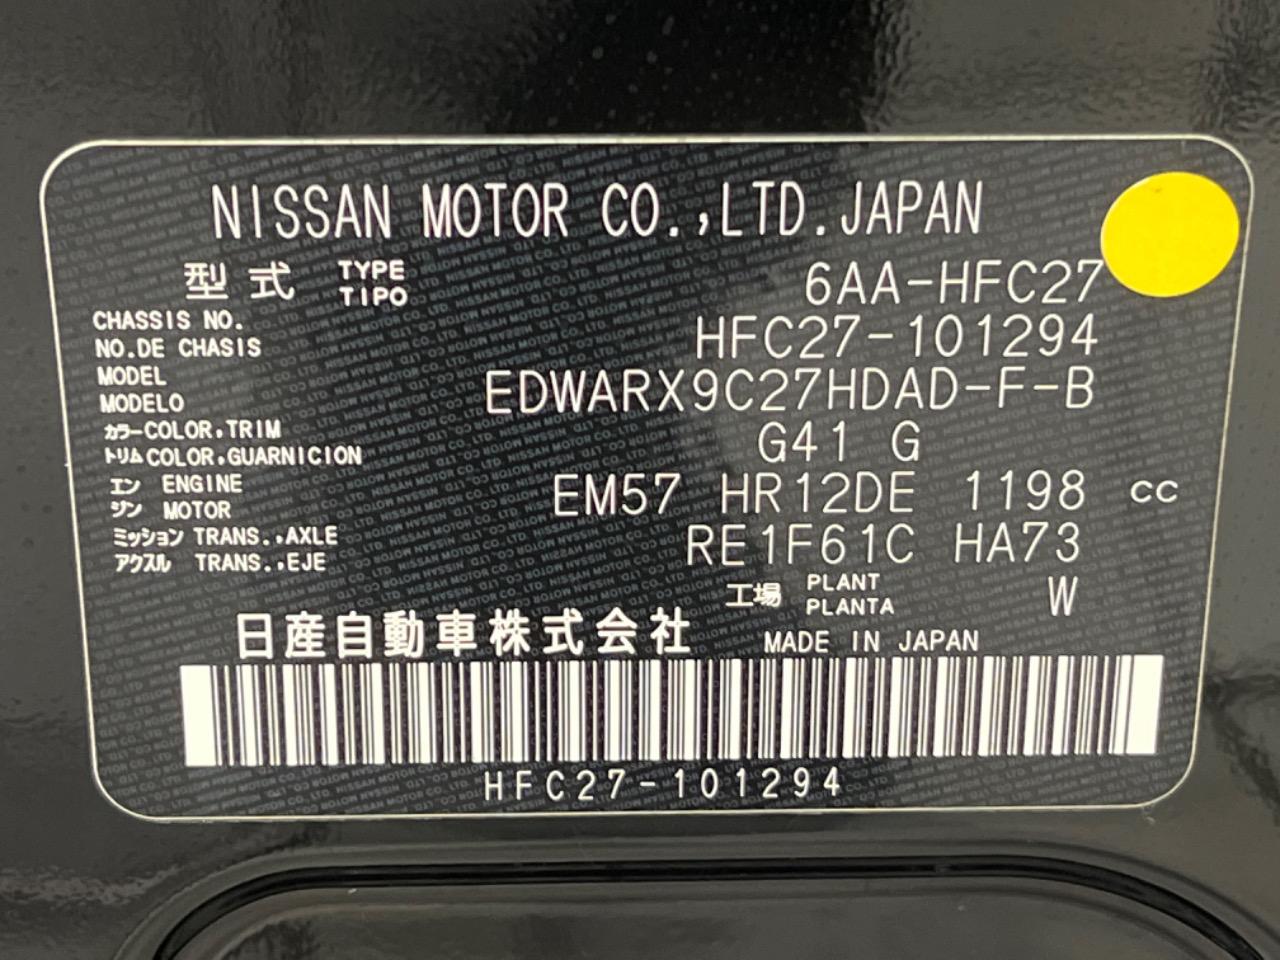 NISSAN MOTOR CO.,LTD.JAPAN
型式 TYPE TIPO 6AA-HFC27
CHASSIS NO.
NO.DE CHASIS HFC27-101294
MODEL
MODELO EDWARX9C27HDAD-F-B
カラー COLOR,TRIM
トリム COLOR,GUARNICION G41 G
エン ENGINE
ジン MOTOR EM57 HR12DE 1198 cc
ミッション TRANS.,AXLE
アクスル TRANS.,EJE RE1F61C HA73
工場 PLANT PLANTA W
日産自動車株式会社 MADE IN JAPAN
HFC27-101294